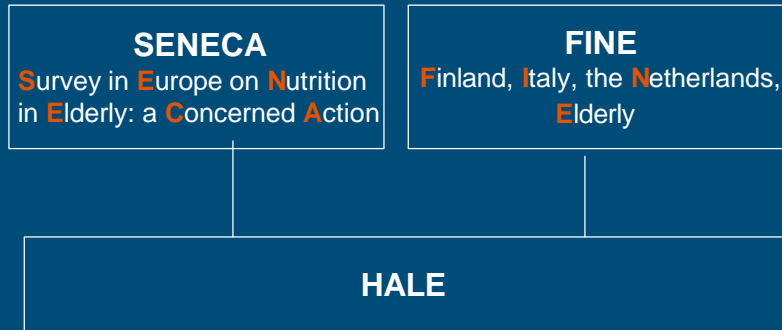 SENECA
Survey in Europe on Nutrition
in Elderly: a Concerned Action
FINE
Finland, Italy, the Netherlands,
Elderly
HALE